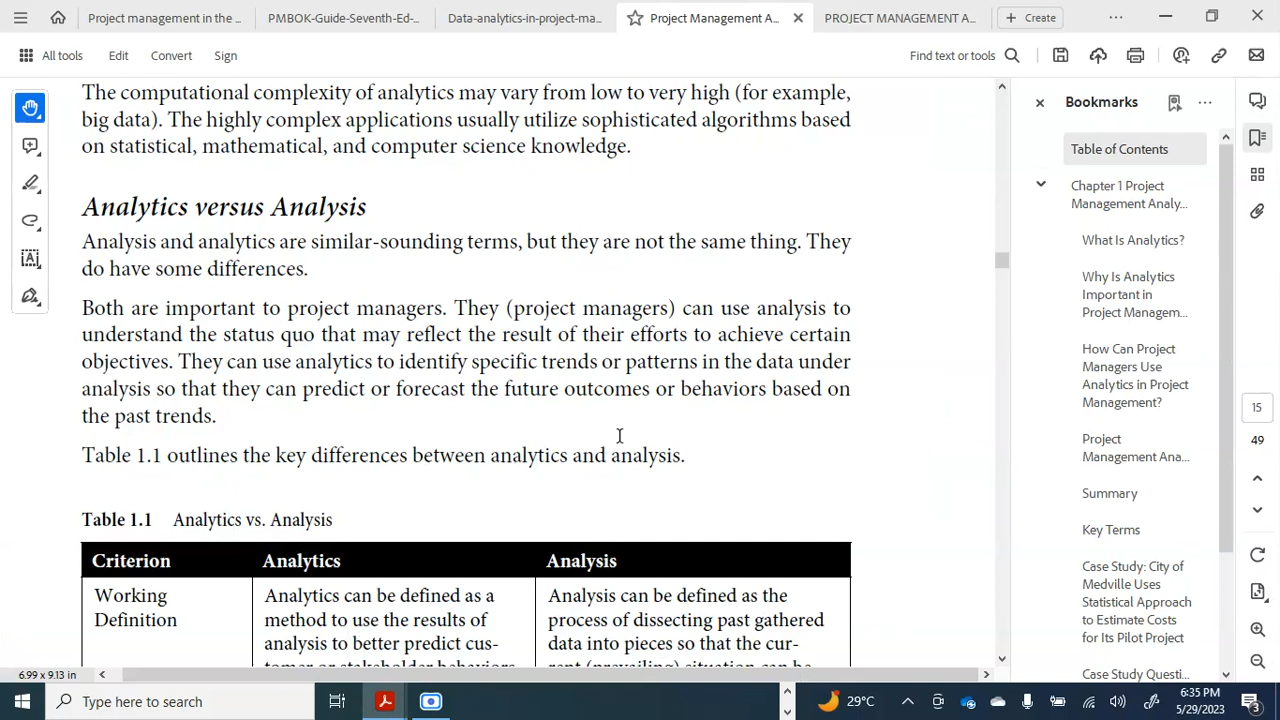 Project management in the ...
PMBOK-Guide-Seventh-Ed-...
Data-analytics-in-project-ma...
Project Management A...
PROJECT MANAGEMENT A...
Create
All tools
Edit
Convert
Sign
Find text or tools
The computational complexity of analytics may vary from low to very high (for example,
big data). The highly complex applications usually utilize sophisticated algorithms based
on statistical, mathematical, and computer science knowledge.
Analytics versus Analysis
Analysis and analytics are similar-sounding terms, but they are not the same thing. They
do have some differences.
Both are important to project managers. They (project managers) can use analysis to
understand the status quo that may reflect the result of their efforts to achieve certain
objectives. They can use analytics to identify specific trends or patterns in the data under
analysis so that they can predict or forecast the future outcomes or behaviors based on
the past trends.
Table 1.1 outlines the key differences between analytics and analysis.
Table 1.1 Analytics vs. Analysis
Criterion
Analytics
Analysis
Working
Definition
Analytics can be defined as a
method to use the results of
analysis to better predict cus-
tomer or stakeholder behaviors
Analysis can be defined as the
process of dissecting past gathered
data into pieces so that the cur-
rent (prevailing) situation can be
Bookmarks
Table of Contents
Chapter 1 Project
Management Analy...
What Is Analytics?
Why Is Analytics
Important in
Project Managem...
How Can Project
Managers Use
Analytics in Project
Management?
Project
Management Ana...
Summary
Key Terms
Case Study: City of
Medville Uses
Statistical Approach
to Estimate Costs
for Its Pilot Project
Case Study Questi...
15
49
6.99 x 9.13 in
Type here to search
29°C
6:35 PM
5/29/2023
3